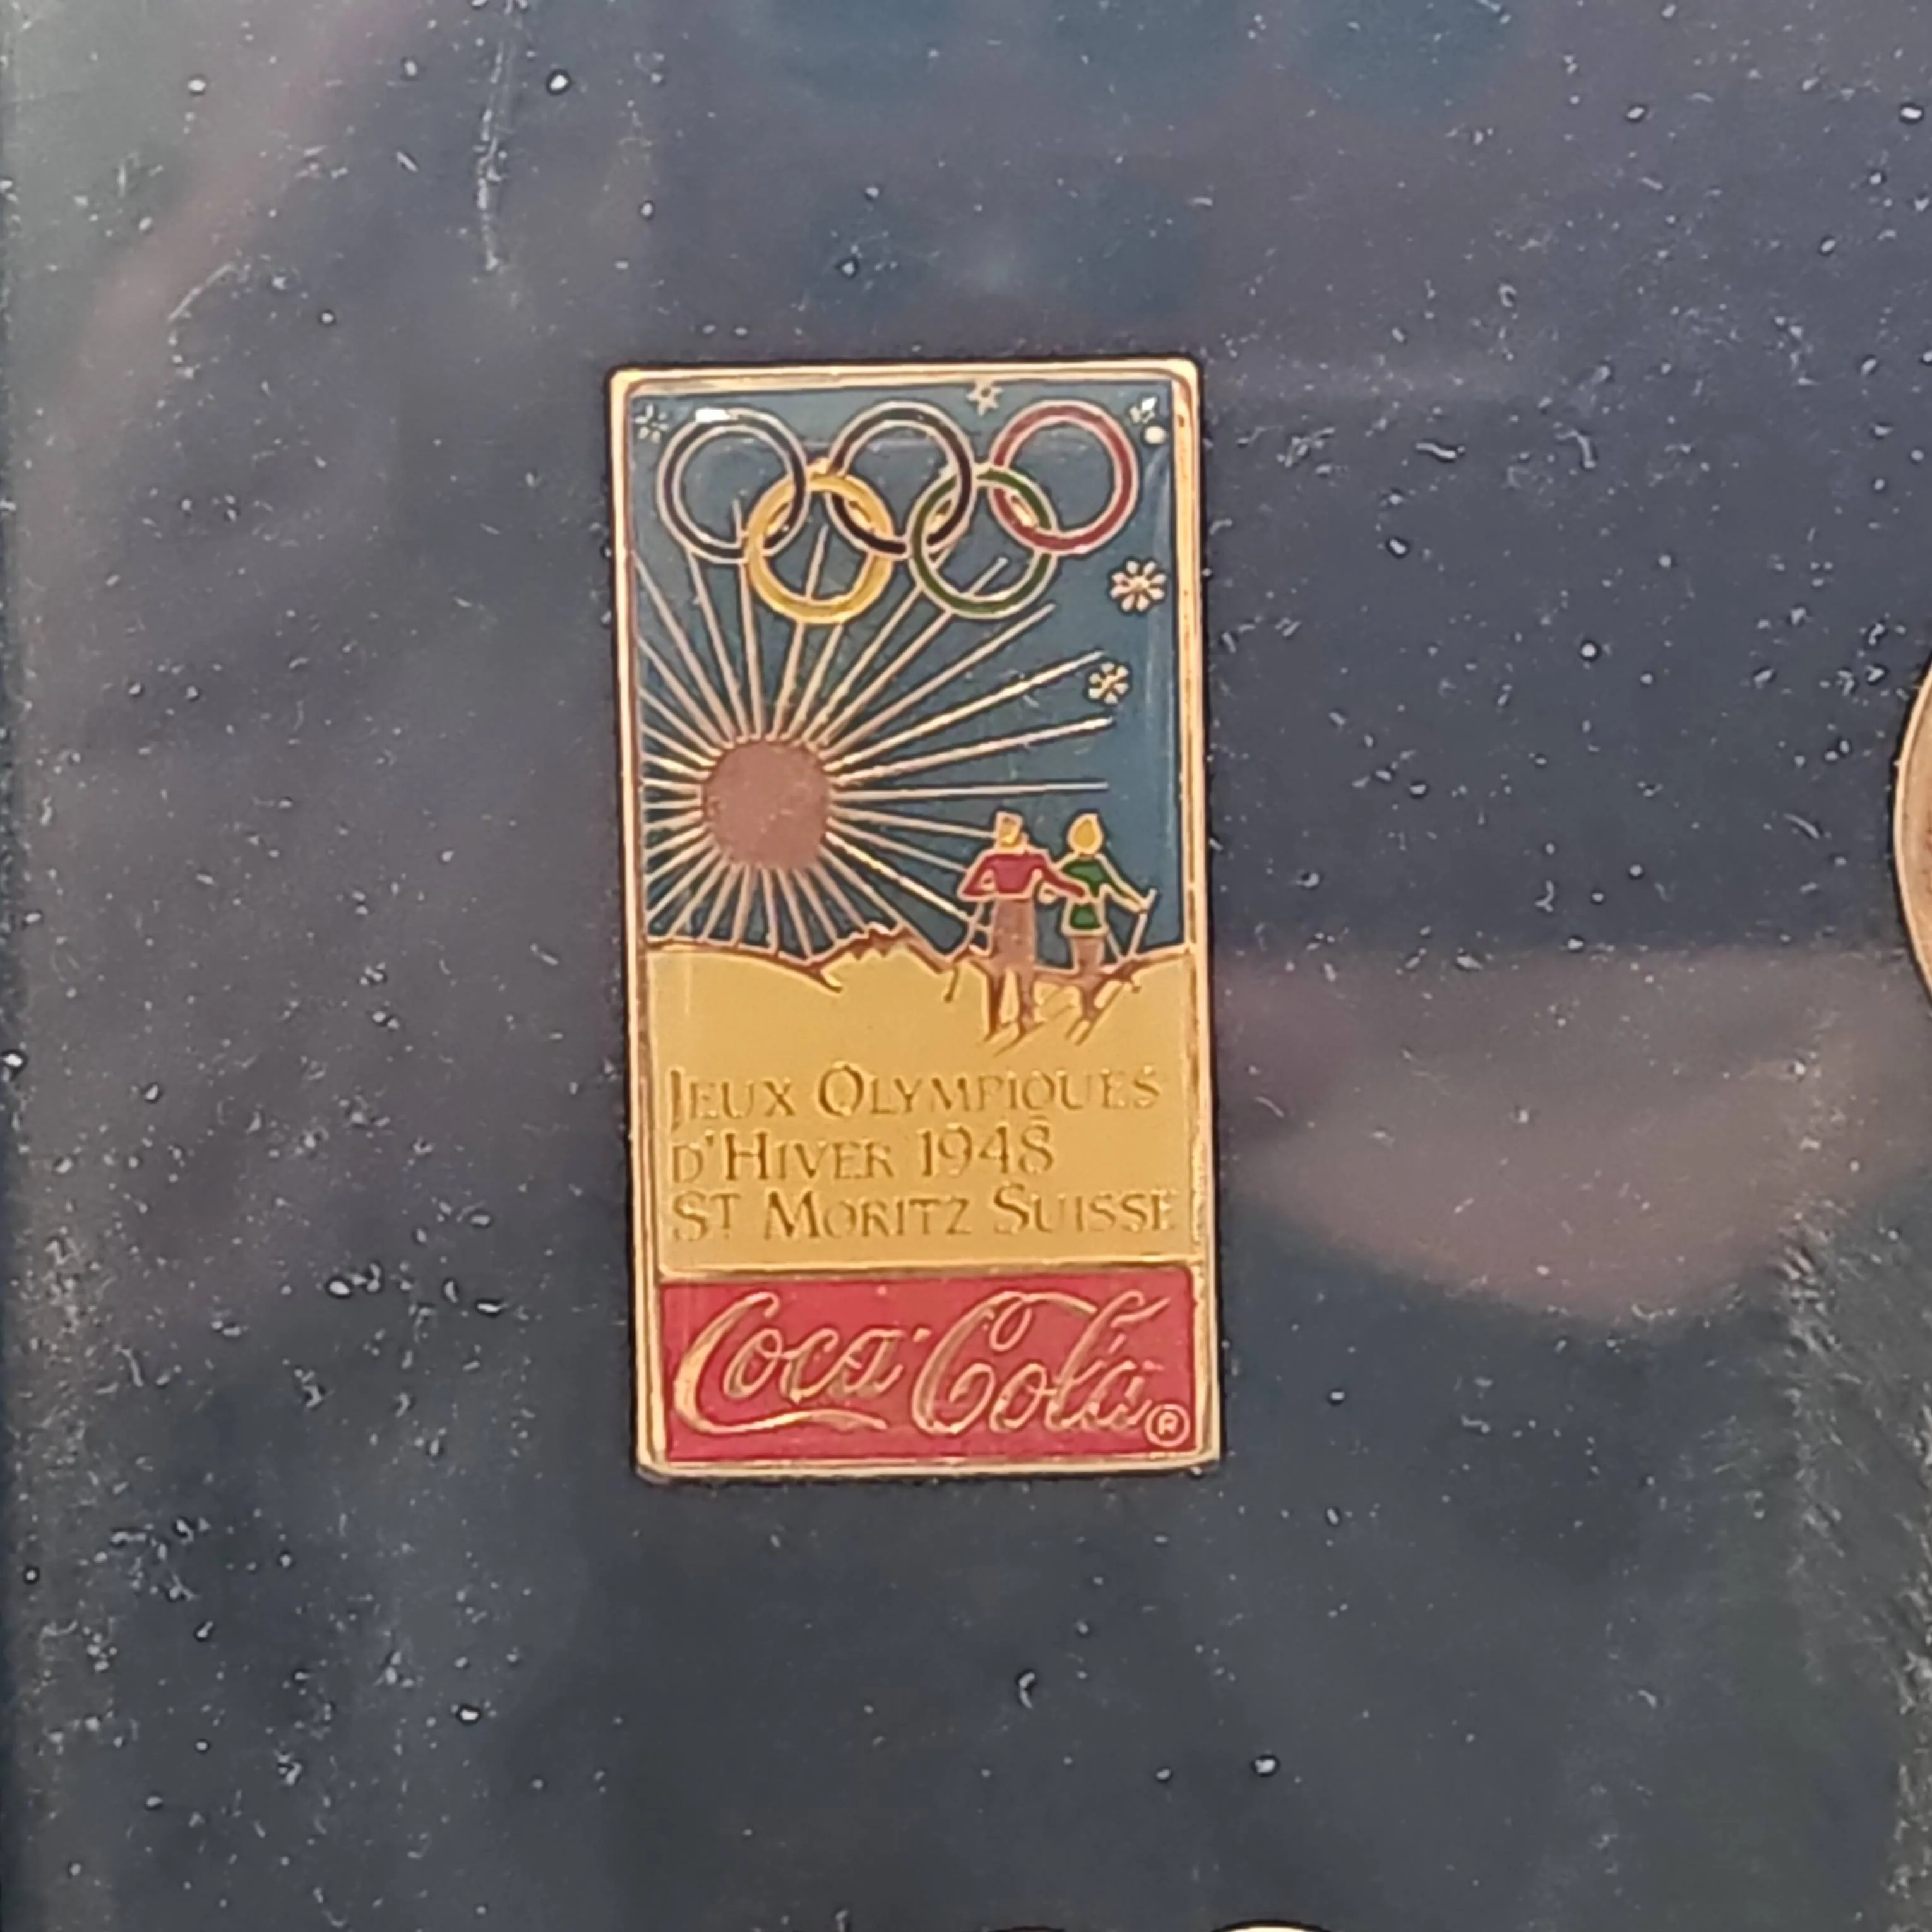 JEUX OLYMPIQUES
D'HIVER 1948
ST MORITZ SUISSE
Coca-Cola®